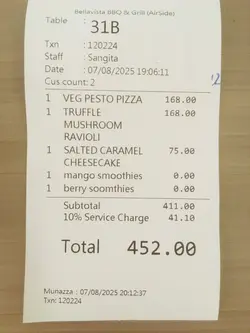 Bellavista BBQ & Grill (AirSide)
Table : 31B
Txn : 120224
Staff : Sangita
Date : 07/08/2025 19:06:11
Cus count: 2
1 VEG PESTO PIZZA 168.00
1 TRUFFLE 168.00
MUSHROOM
RAVIOLI
1 SALTED CARAMEL 75.00
CHEESECAKE
1 mango smoothies 0.00
1 berry soomthies 0.00
Subtotal 411.00
10% Service Charge 41.10
Total 452.00
Munazza : 07/08/2025 20:12:37
Txn: 120224